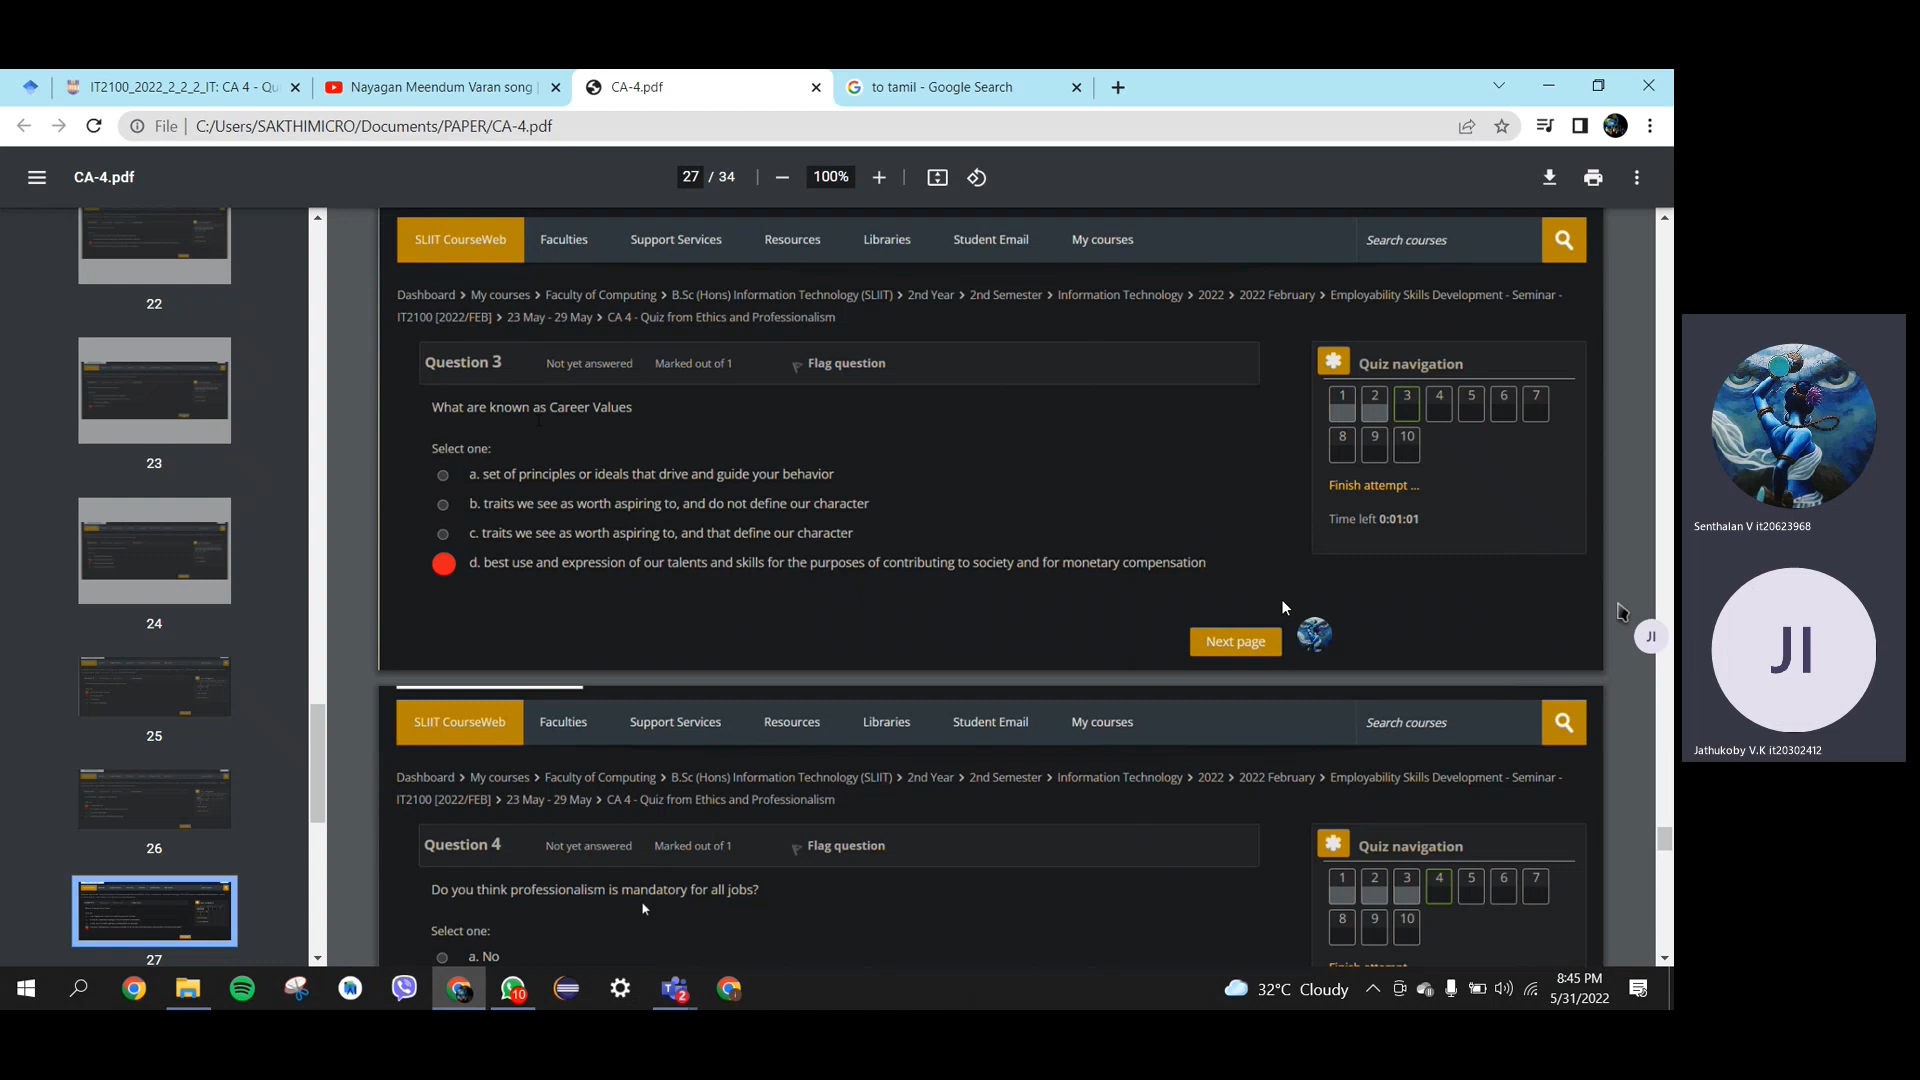 IT2100_2022_2_2_2_IT: CA 4 - Qui
Nayagan Meendum Varan song
CA-4.pdf
to tamil - Google Search
File
C:/Users/SAKTHIMICRO/Documents/PAPER/CA-4.pdf
CA-4.pdf
27 / 34
100%
22
23
24
25
26
27
SLIIT CourseWeb
Faculties
Support Services
Resources
Libraries
Student Email
My courses
Search courses
Dashboard > My courses > Faculty of Computing > B.Sc (Hons) Information Technology (SLIIT) > 2nd Year > 2nd Semester > Information Technology > 2022 > 2022 February > Employability Skills Development - Seminar -
IT2100 [2022/FEB] > 23 May - 29 May > CA 4 - Quiz from Ethics and Professionalism
Question 3
Not yet answered
Marked out of 1
Flag question
What are known as Career Values
Select one:
a. set of principles or ideals that drive and guide your behavior
b. traits we see as worth aspiring to, and do not define our character
c. traits we see as worth aspiring to, and that define our character
d. best use and expression of our talents and skills for the purposes of contributing to society and for monetary compensation
Next page
Quiz navigation
1 2 3 4 5 6 7
8 9 10
Finish attempt ...
Time left 0:01:01
SLIIT CourseWeb
Faculties
Support Services
Resources
Libraries
Student Email
My courses
Search courses
Dashboard > My courses > Faculty of Computing > B.Sc (Hons) Information Technology (SLIIT) > 2nd Year > 2nd Semester > Information Technology > 2022 > 2022 February > Employability Skills Development - Seminar -
IT2100 [2022/FEB] > 23 May - 29 May > CA 4 - Quiz from Ethics and Professionalism
Question 4
Not yet answered
Marked out of 1
Flag question
Do you think professionalism is mandatory for all jobs?
Select one:
a. No
Quiz navigation
1 2 3 4 5 6 7
8 9 10
Finish attempt
JI
Senthalan V it20623968
JI
Jathukoby V.K it20302412
10
2
32°C Cloudy
8:45 PM
5/31/2022